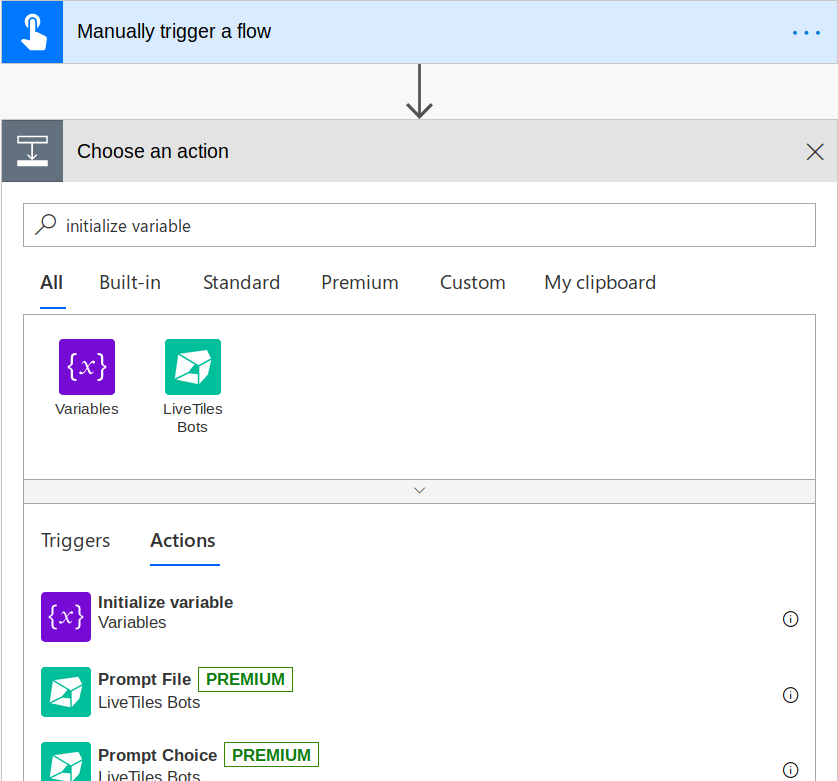 Manually trigger a flow
Choose an action
initialize variable
All Built-in Standard Premium Custom My clipboard
{x}
Variables
LiveTiles
Bots
Triggers Actions
{x}
Initialize variable
Variables
Prompt File PREMIUM
LiveTiles Bots
Prompt Choice PREMIUM
LiveTiles Bots